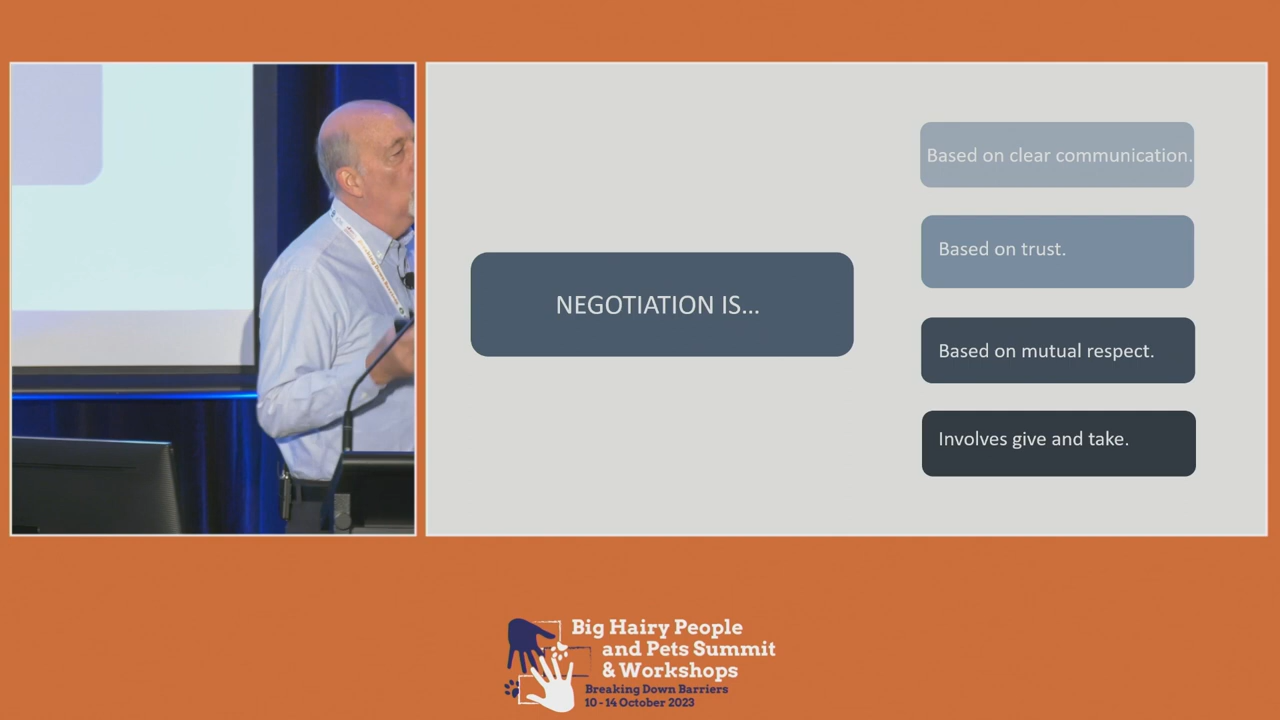 NEGOTIATION IS...
Based on clear communication.
Based on trust.
Based on mutual respect.
Involves give and take.
Big Hairy People
and Pets Summit
& Workshops
Breaking Down Barriers
10 - 14 October 2023